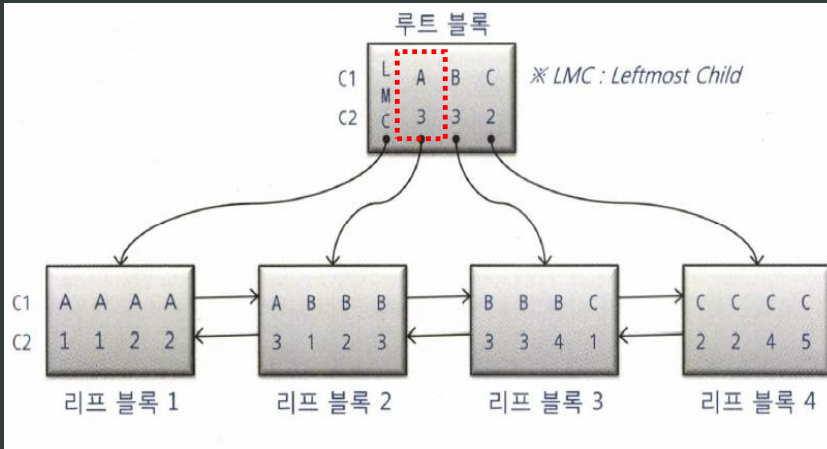 루트 블록
C1 L M C A B C
C2 3 3 2
※ LMC : Leftmost Child
C1 A A A A
C2 1 1 2 2
리프 블록 1
A B B B
3 1 2 3
리프 블록 2
B B B C
3 3 4 1
리프 블록 3
C C C C
2 2 4 5
리프 블록 4